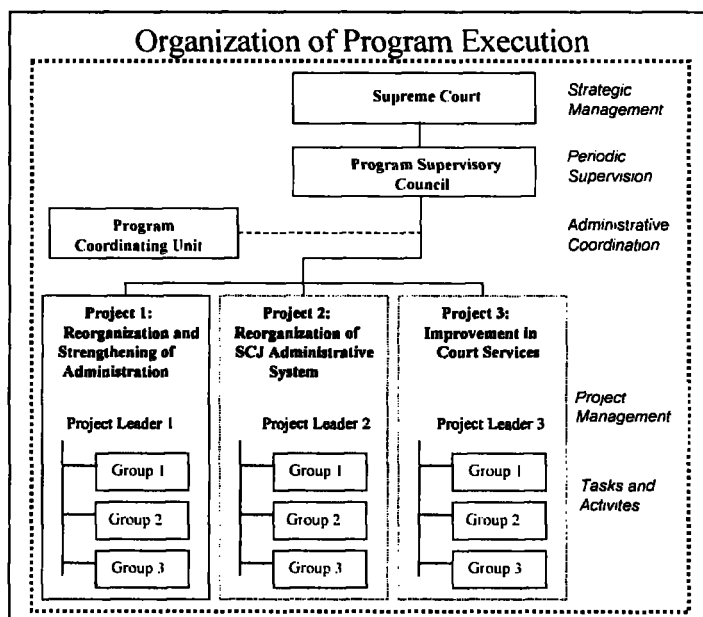 Organization of Program Execution
Supreme Court
Strategic
Management
Program Supervisory
Council
Periodic
Supervision
Program
Coordinating Unit
Administrative
Coordination
Project 1:
Reorganization and
Strengthening of
Administration
Project 2:
Reorganization of
SCJ Administrative
System
Project 3:
Improvement in
Court Services
Project
Management
Project Leader 1
Group 1
Group 2
Group 3
Project Leader 2
Group 1
Group 2
Group 3
Project Leader 3
Group 1
Group 2
Group 3
Tasks and
Activites